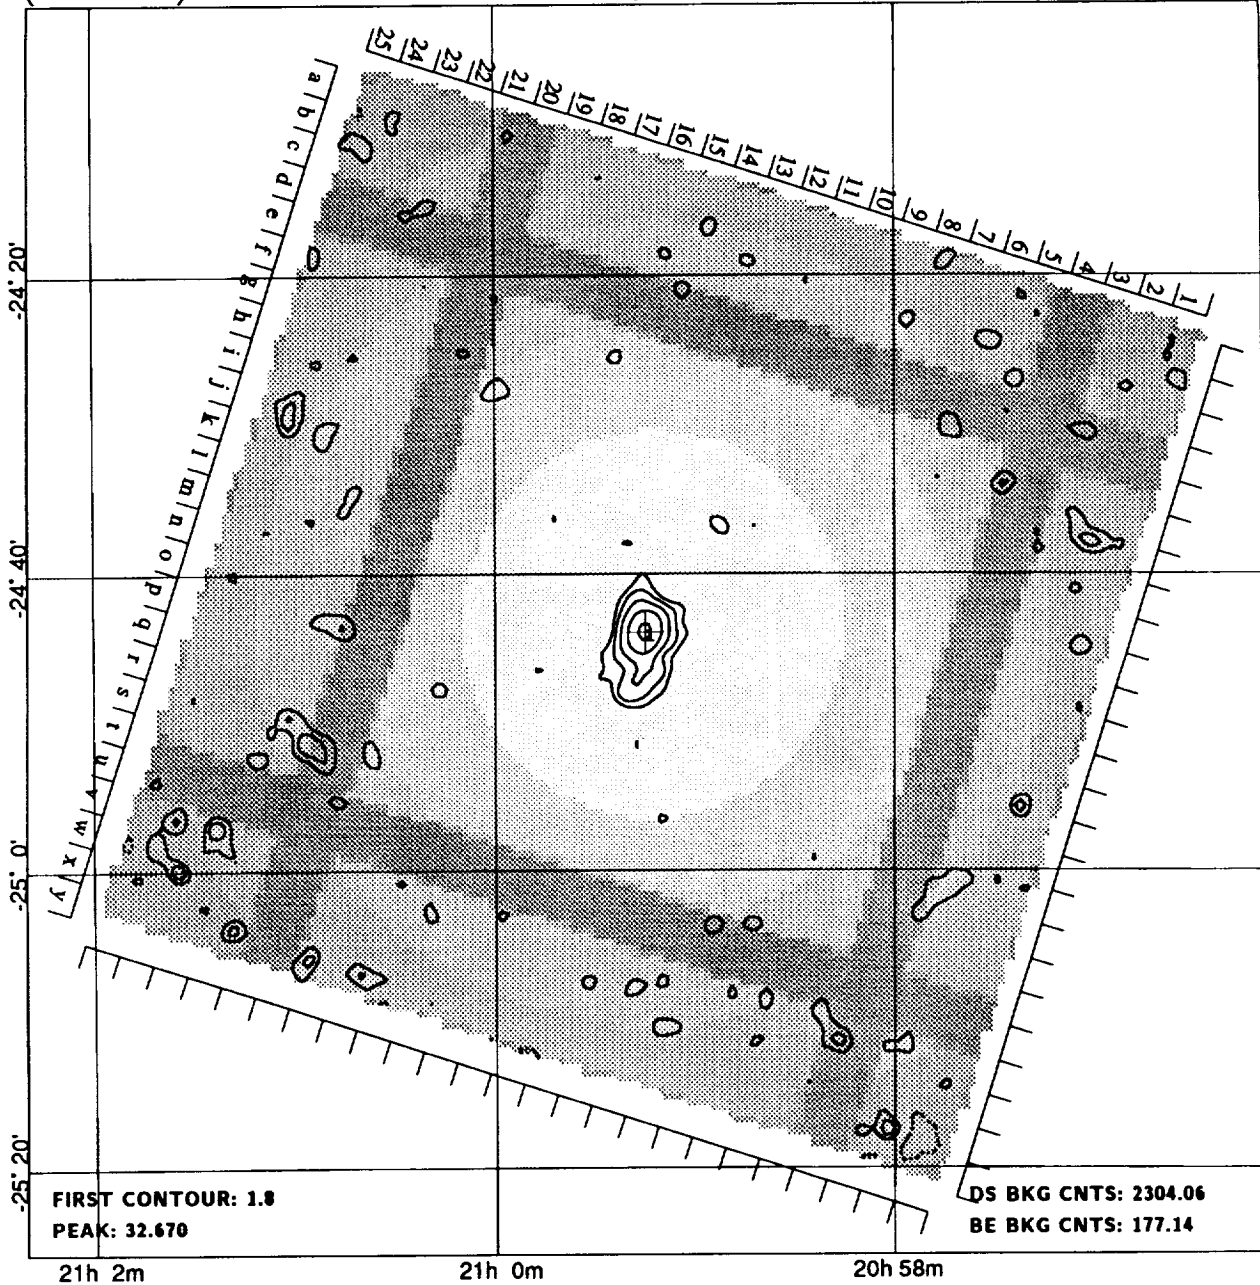 25 24 23 22 21 20 19 18 17 16 15 14 13 12 11 10 9 8 7 6 5 4 3 2 1
a b c d e f g h i j k l m n o p q r s t u v w x y
-24° 20'
-24° 40'
-25° 0'
-25° 20'
FIRST CONTOUR: 1.8
PEAK: 32.670
DS BKG CNTS: 2304.06
BE BKG CNTS: 177.14
21h 2m
21h 0m
20h 58m